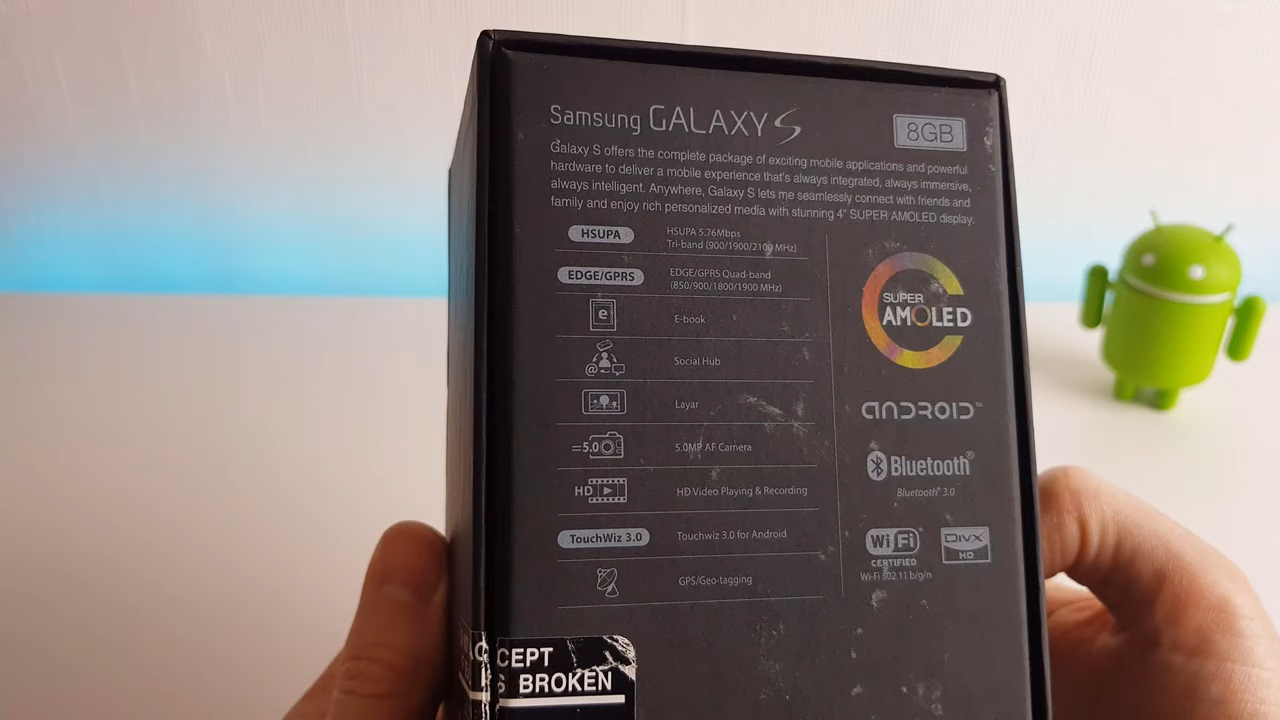 Samsung GALAXY S
8GB
Galaxy S offers the complete package of exciting mobile applications and powerful
hardware to deliver a mobile experience that's always integrated, always immersive,
always intelligent. Anywhere, Galaxy S lets me seamlessly connect with friends and
family and enjoy rich personalized media with stunning 4" SUPER AMOLED display.
HSUPA
HSUPA 5.76Mbps
Tri-band (900/1900/2100 MHz)
EDGE/GPRS
EDGE/GPRS Quad-band
(850/900/1800/1900 MHz)
e
E-book
@
Social Hub
Layar
=5.0
5.0MP AF Camera
HD
HD Video Playing & Recording
TouchWiz 3.0
Touchwiz 3.0 for Android
GPS/Geo-tagging
SUPER
AMOLED
ANDROID™
Bluetooth®
Bluetooth® 3.0
Wi Fi®
CERTIFIED
Wi-Fi 802.11 b/g/n
DIVX
HD
CEPT
BROKEN